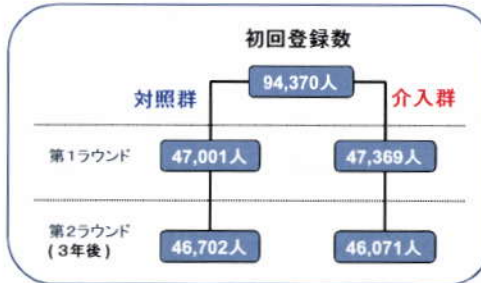 初回登録数
94,370人
対照群
介入群
第1ラウンド
47,001人
47,369人
第2ラウンド
(3年後)
46,702人
46,071人